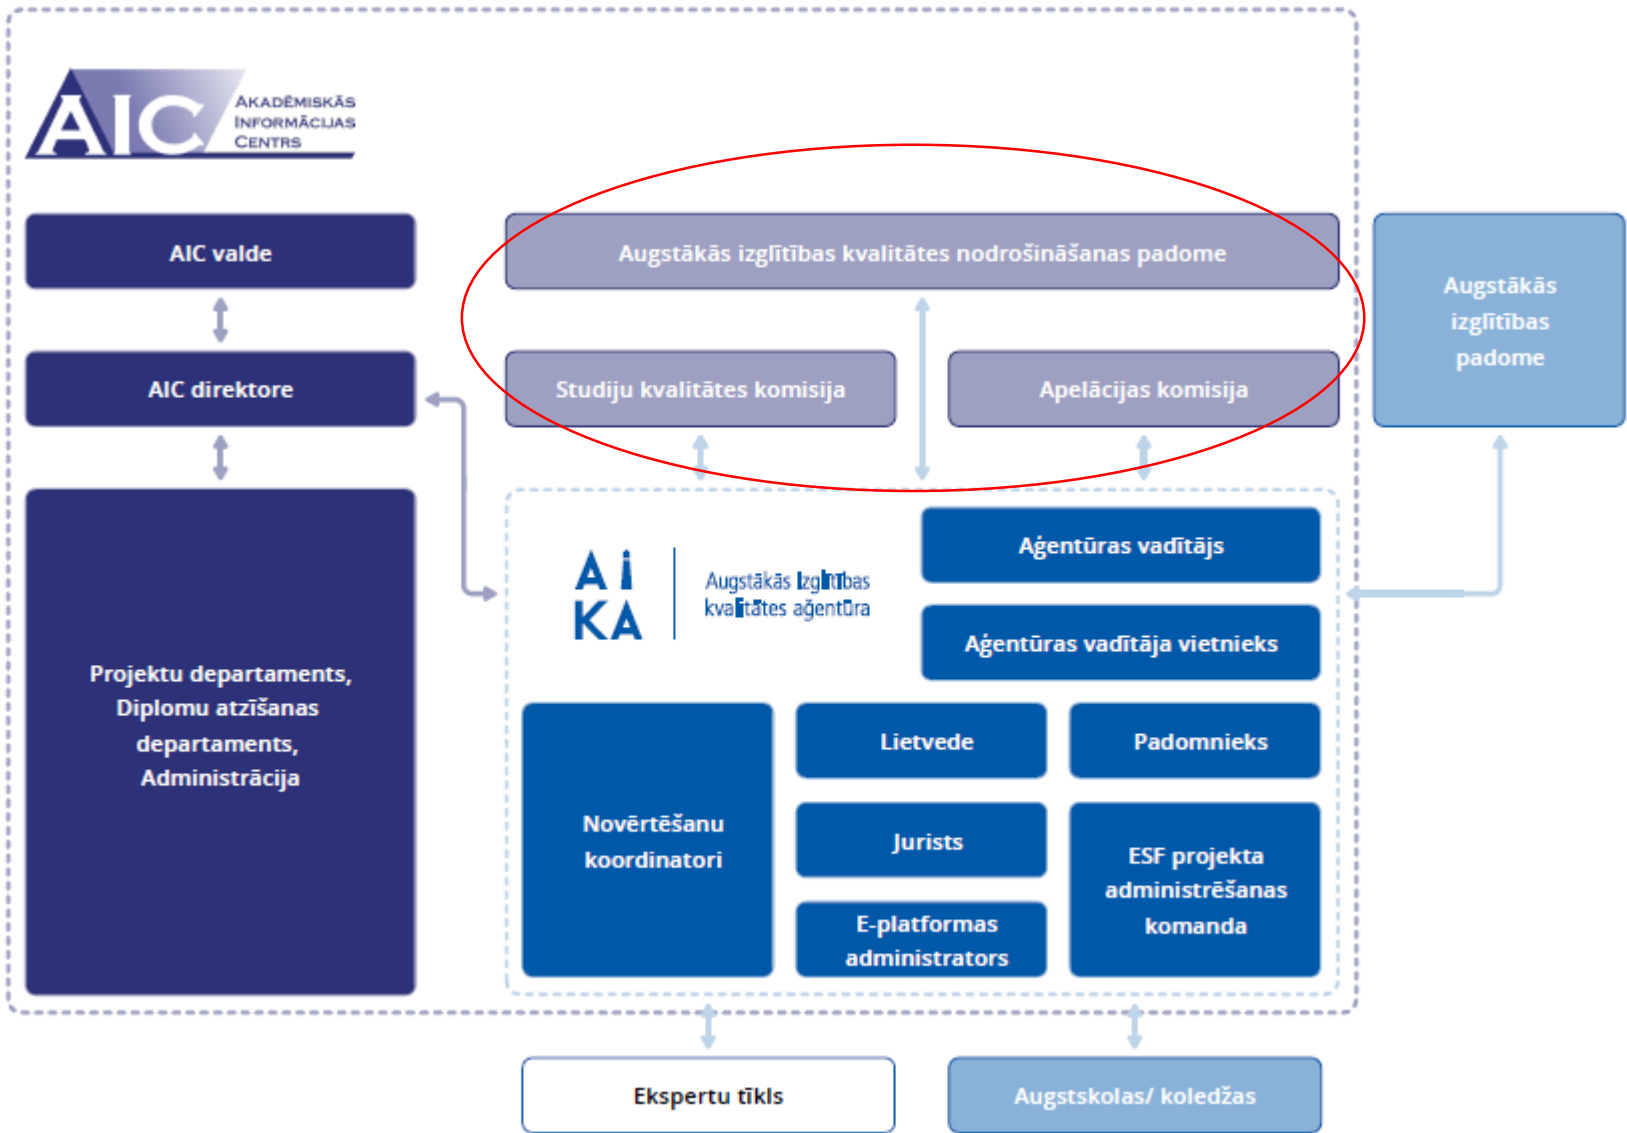 AIC
AKADĒMISKĀS
INFORMĀCIJAS
CENTRS
AIC valde
Augstākās izglītības kvalitātes nodrošināšanas padome
Augstākās
izglītības
padome
AIC direktore
Studiju kvalitātes komisija
Apelācijas komisija
AiKA
Augstākās Izglītības
kvalitātes aģentūra
Aģentūras vadītājs
Aģentūras vadītāja vietnieks
Projektu departaments,
Diplomu atzīšanas
departaments,
Administrācija
Novērtēšanu
koordinatori
Lietvede
Padomnieks
Jurists
ESF projekta
administrēšanas
komanda
E-platformas
administrators
Ekspertu tīkls
Augstskolas/ koledžas